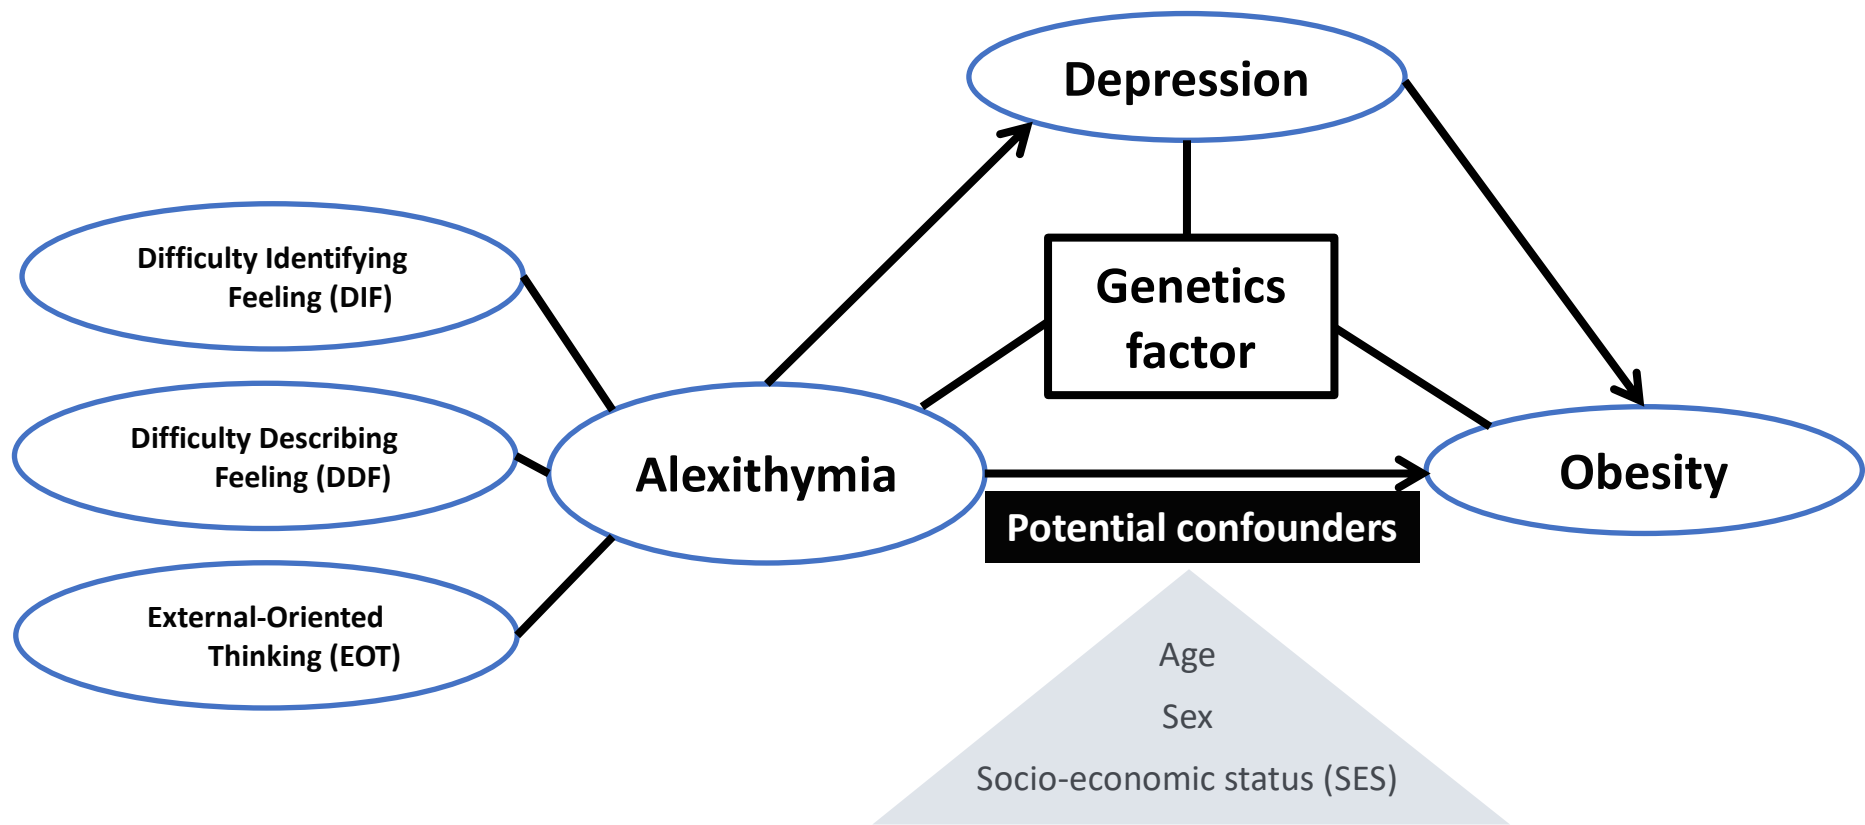 Depression
Difficulty Identifying
Feeling (DIF)
Genetics
factor
Difficulty Describing
Feeling (DDF)
Alexithymia
Obesity
Potential confounders
External-Oriented
Thinking (EOT)
Age
Sex
Socio-economic status (SES)